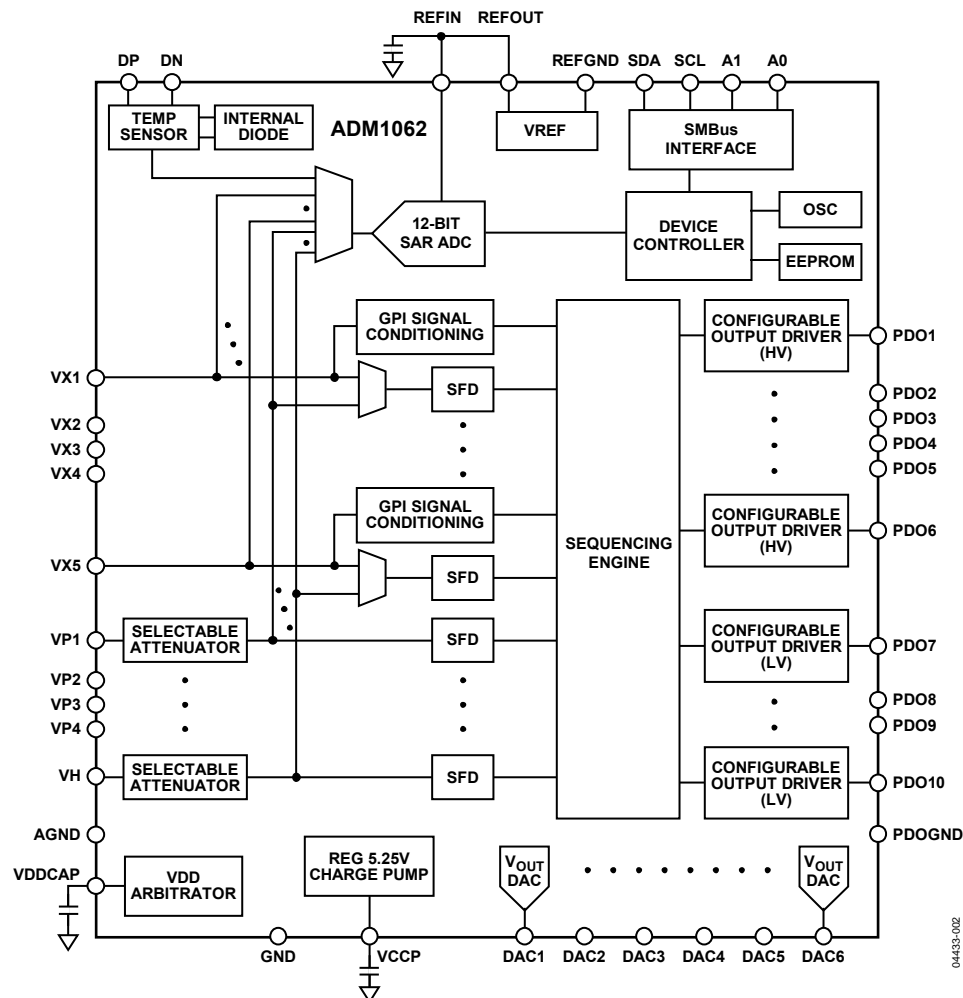 REFIN REFOUT
DP DN
REFGND SDA SCL A1 A0
TEMP
SENSOR
INTERNAL
DIODE
ADM1062
VREF
SMBus
INTERFACE
12-BIT
SAR ADC
DEVICE
CONTROLLER
OSC
EEPROM
GPI SIGNAL
CONDITIONING
CONFIGURABLE
OUTPUT DRIVER
(HV)
PDO1
VX1
SFD
PDO2
VX2
PDO3
VX3
PDO4
VX4
PDO5
GPI SIGNAL
CONDITIONING
SEQUENCING
ENGINE
CONFIGURABLE
OUTPUT DRIVER
(HV)
PDO6
VX5
SFD
VP1
SELECTABLE
ATTENUATOR
SFD
CONFIGURABLE
OUTPUT DRIVER
(LV)
PDO7
VP2
VP3
VP4
PDO8
PDO9
VH
SELECTABLE
ATTENUATOR
SFD
CONFIGURABLE
OUTPUT DRIVER
(LV)
PDO10
AGND
PDOGND
VDDCAP
VDD
ARBITRATOR
REG 5.25V
CHARGE PUMP
VOUT
DAC
VOUT
DAC
GND
VCCP
DAC1 DAC2 DAC3 DAC4 DAC5 DAC6
04433-002